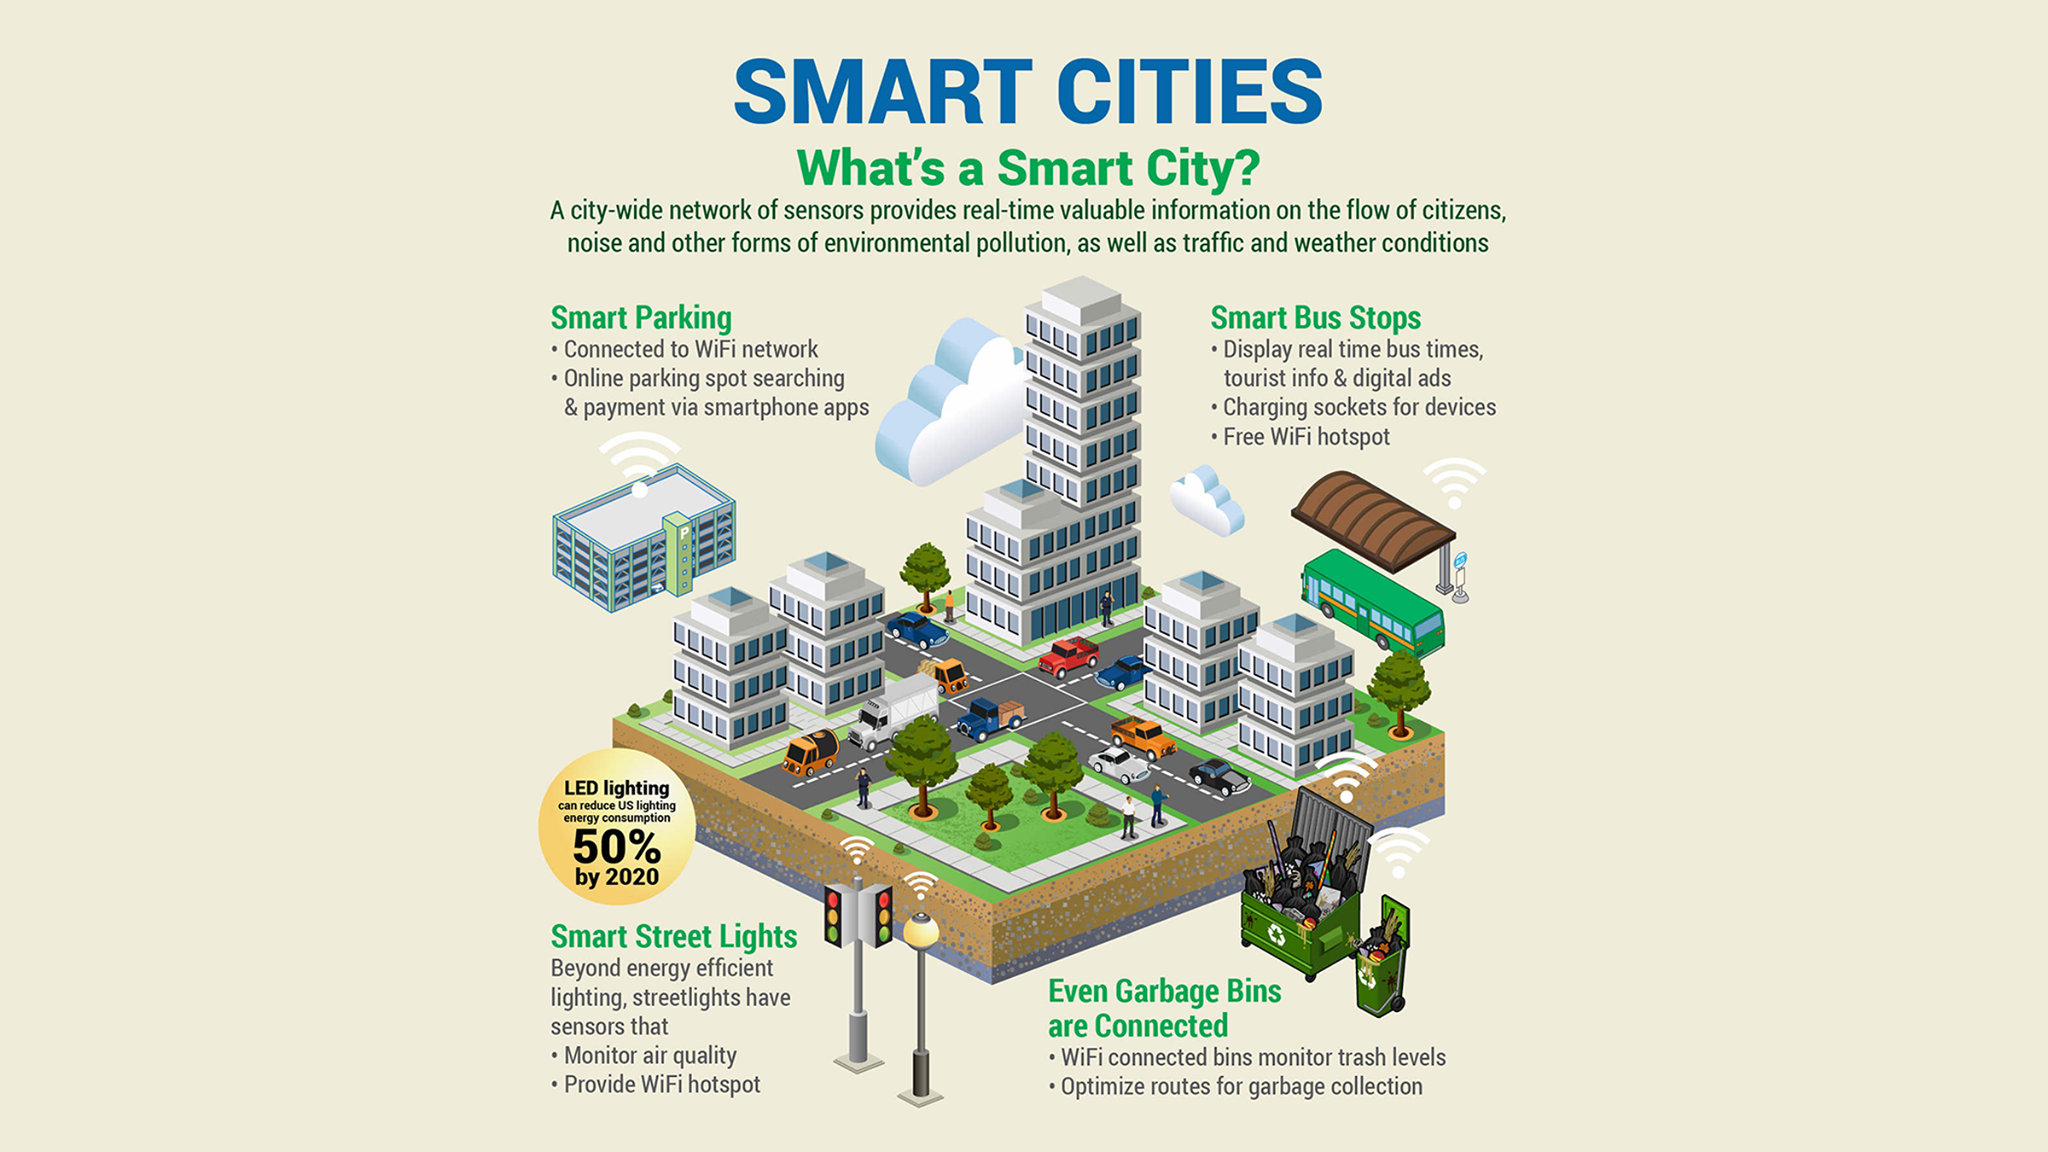 SMART CITIES
What's a Smart City?
A city-wide network of sensors provides real-time valuable information on the flow of citizens,
noise and other forms of environmental pollution, as well as traffic and weather conditions
Smart Parking
• Connected to WiFi network
• Online parking spot searching
& payment via smartphone apps
P
Smart Bus Stops
• Display real time bus times,
tourist info & digital ads
• Charging sockets for devices
• Free WiFi hotspot
LED lighting
can reduce US lighting
energy consumption
50%
by 2020
Smart Street Lights
Beyond energy efficient
lighting, streetlights have
sensors that
• Monitor air quality
• Provide WiFi hotspot
Even Garbage Bins
are Connected
• WiFi connected bins monitor trash levels
• Optimize routes for garbage collection